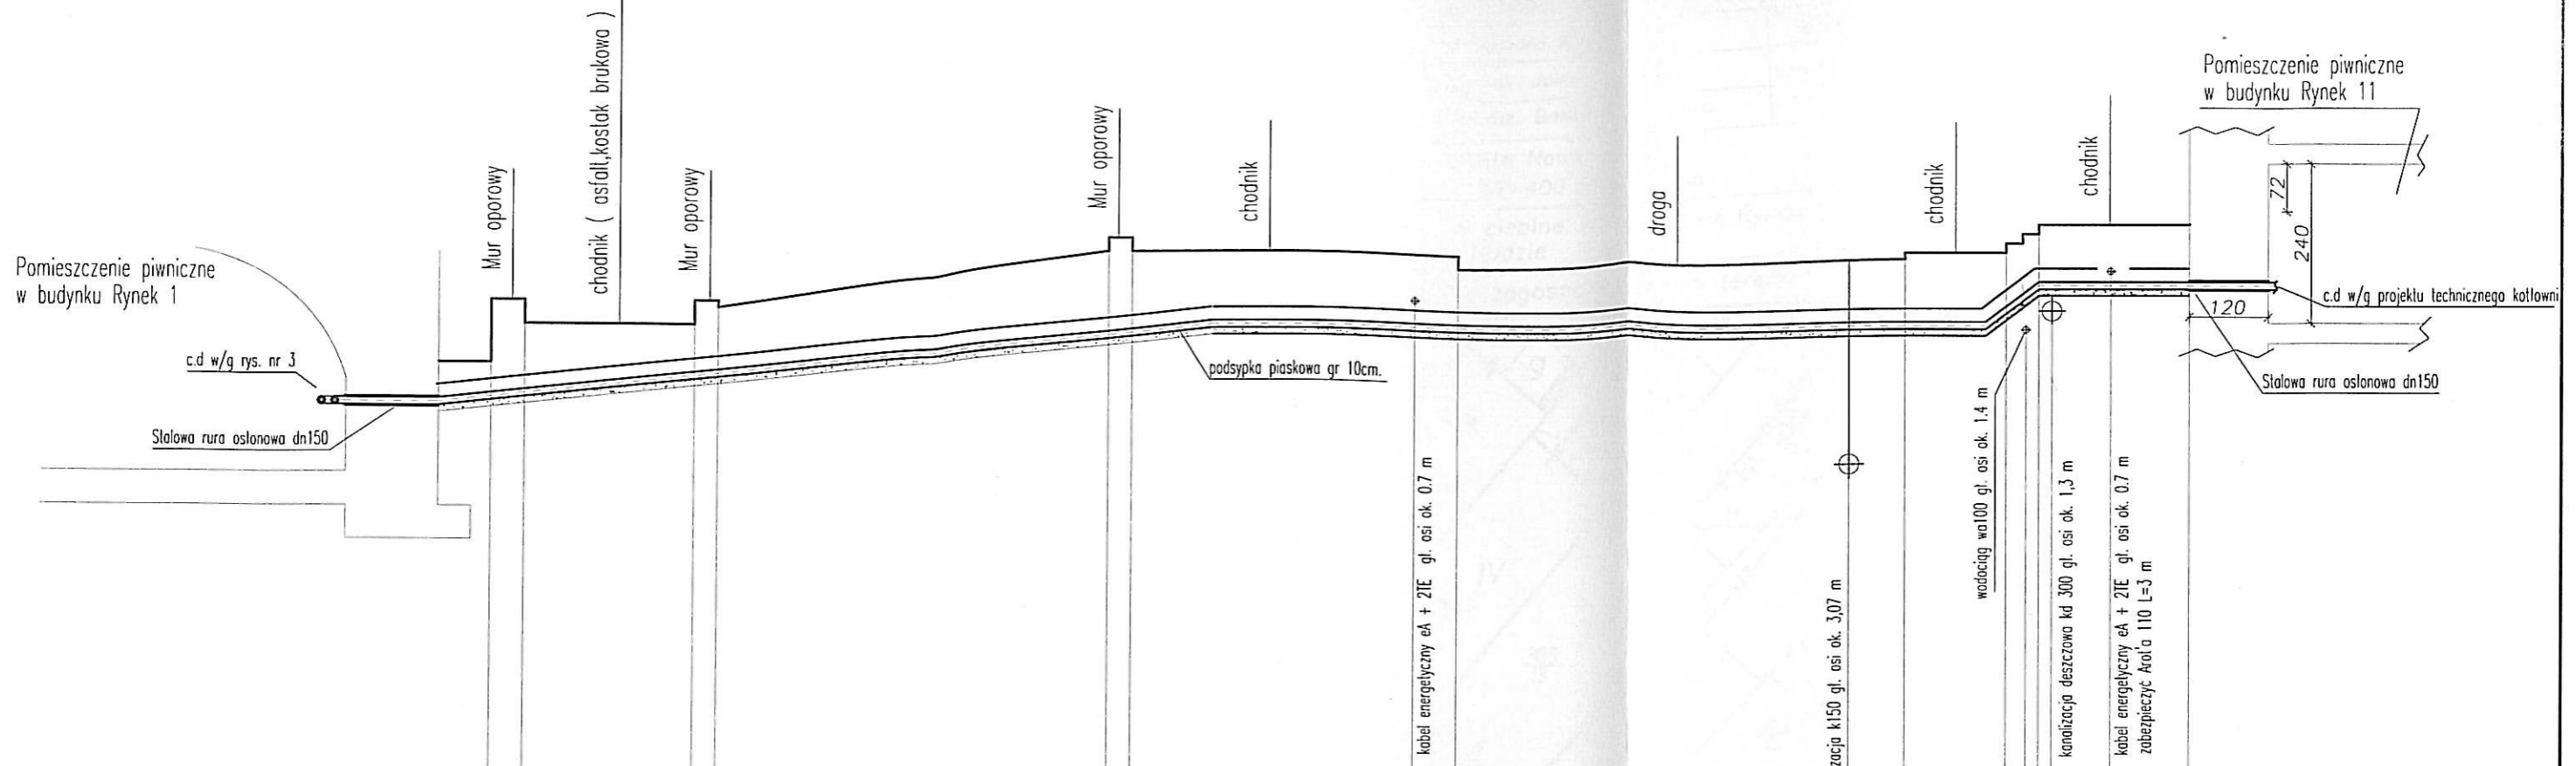 Pomieszczenie piwniczne
w budynku Rynek 1
c.d w/g rys. nr 3
Stalowa rura osłonowa dn150
Mur oporowy
chodnik ( asfalt,kostak brukowa )
Mur oporowy
Mur oporowy
chodnik
podsypka piaskowa gr 10cm.
kabel energetyczny eA + 2TE gł. osi ok. 0.7 m
droga
zacja k150 gł. osi ok. 3,07 m
chodnik
wodociąg wa100 gł. osi ok. 1.4 m
kanalizacja deszczowa kd 300 gł. osi ok. 1,3 m
chodnik
kabel energetyczny eA + 2TE gł. osi ok. 0.7 m
zabezpieczyć Arot'a 110 L=3 m
Pomieszczenie piwniczne
w budynku Rynek 11
72
240
120
c.d w/g projektu technicznego kotłowni
Stalowa rura osłonowa dn150